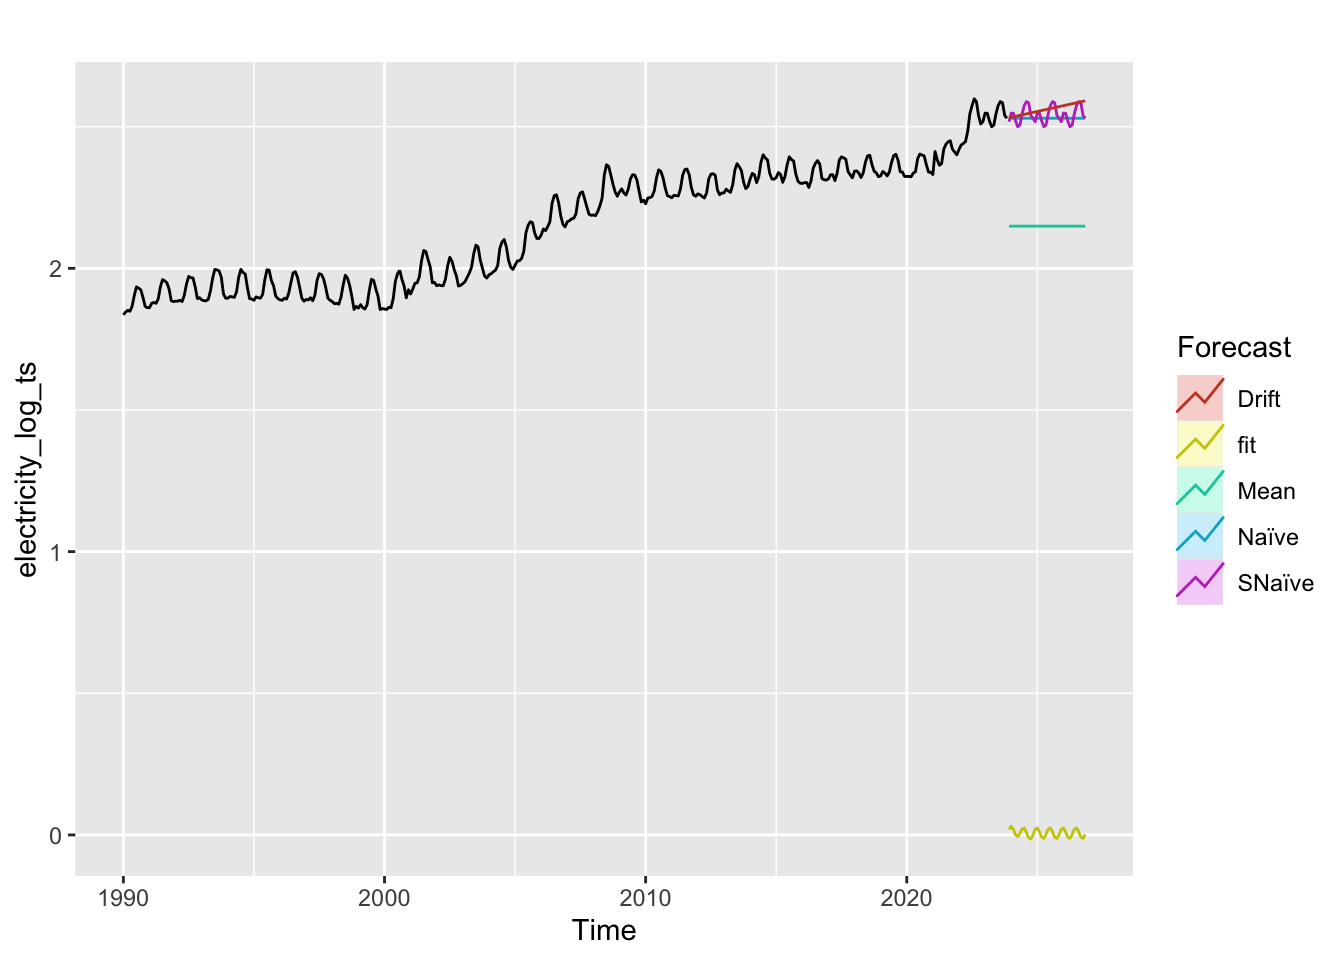 electricity_log_ts
2
1
0
1990
2000
2010
2020
Time
Forecast
Drift
fit
Mean
Naïve
SNaïve